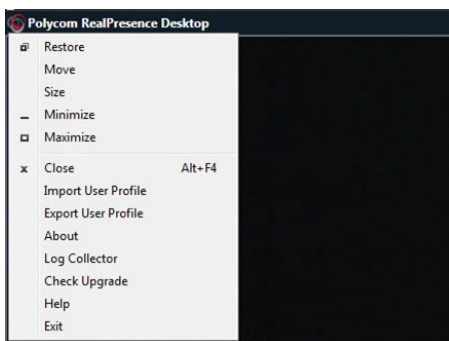 Polycom RealPresence Desktop
Restore
Move
Size
Minimize
Maximize
Close Alt+F4
Import User Profile
Export User Profile
About
Log Collector
Check Upgrade
Help
Exit